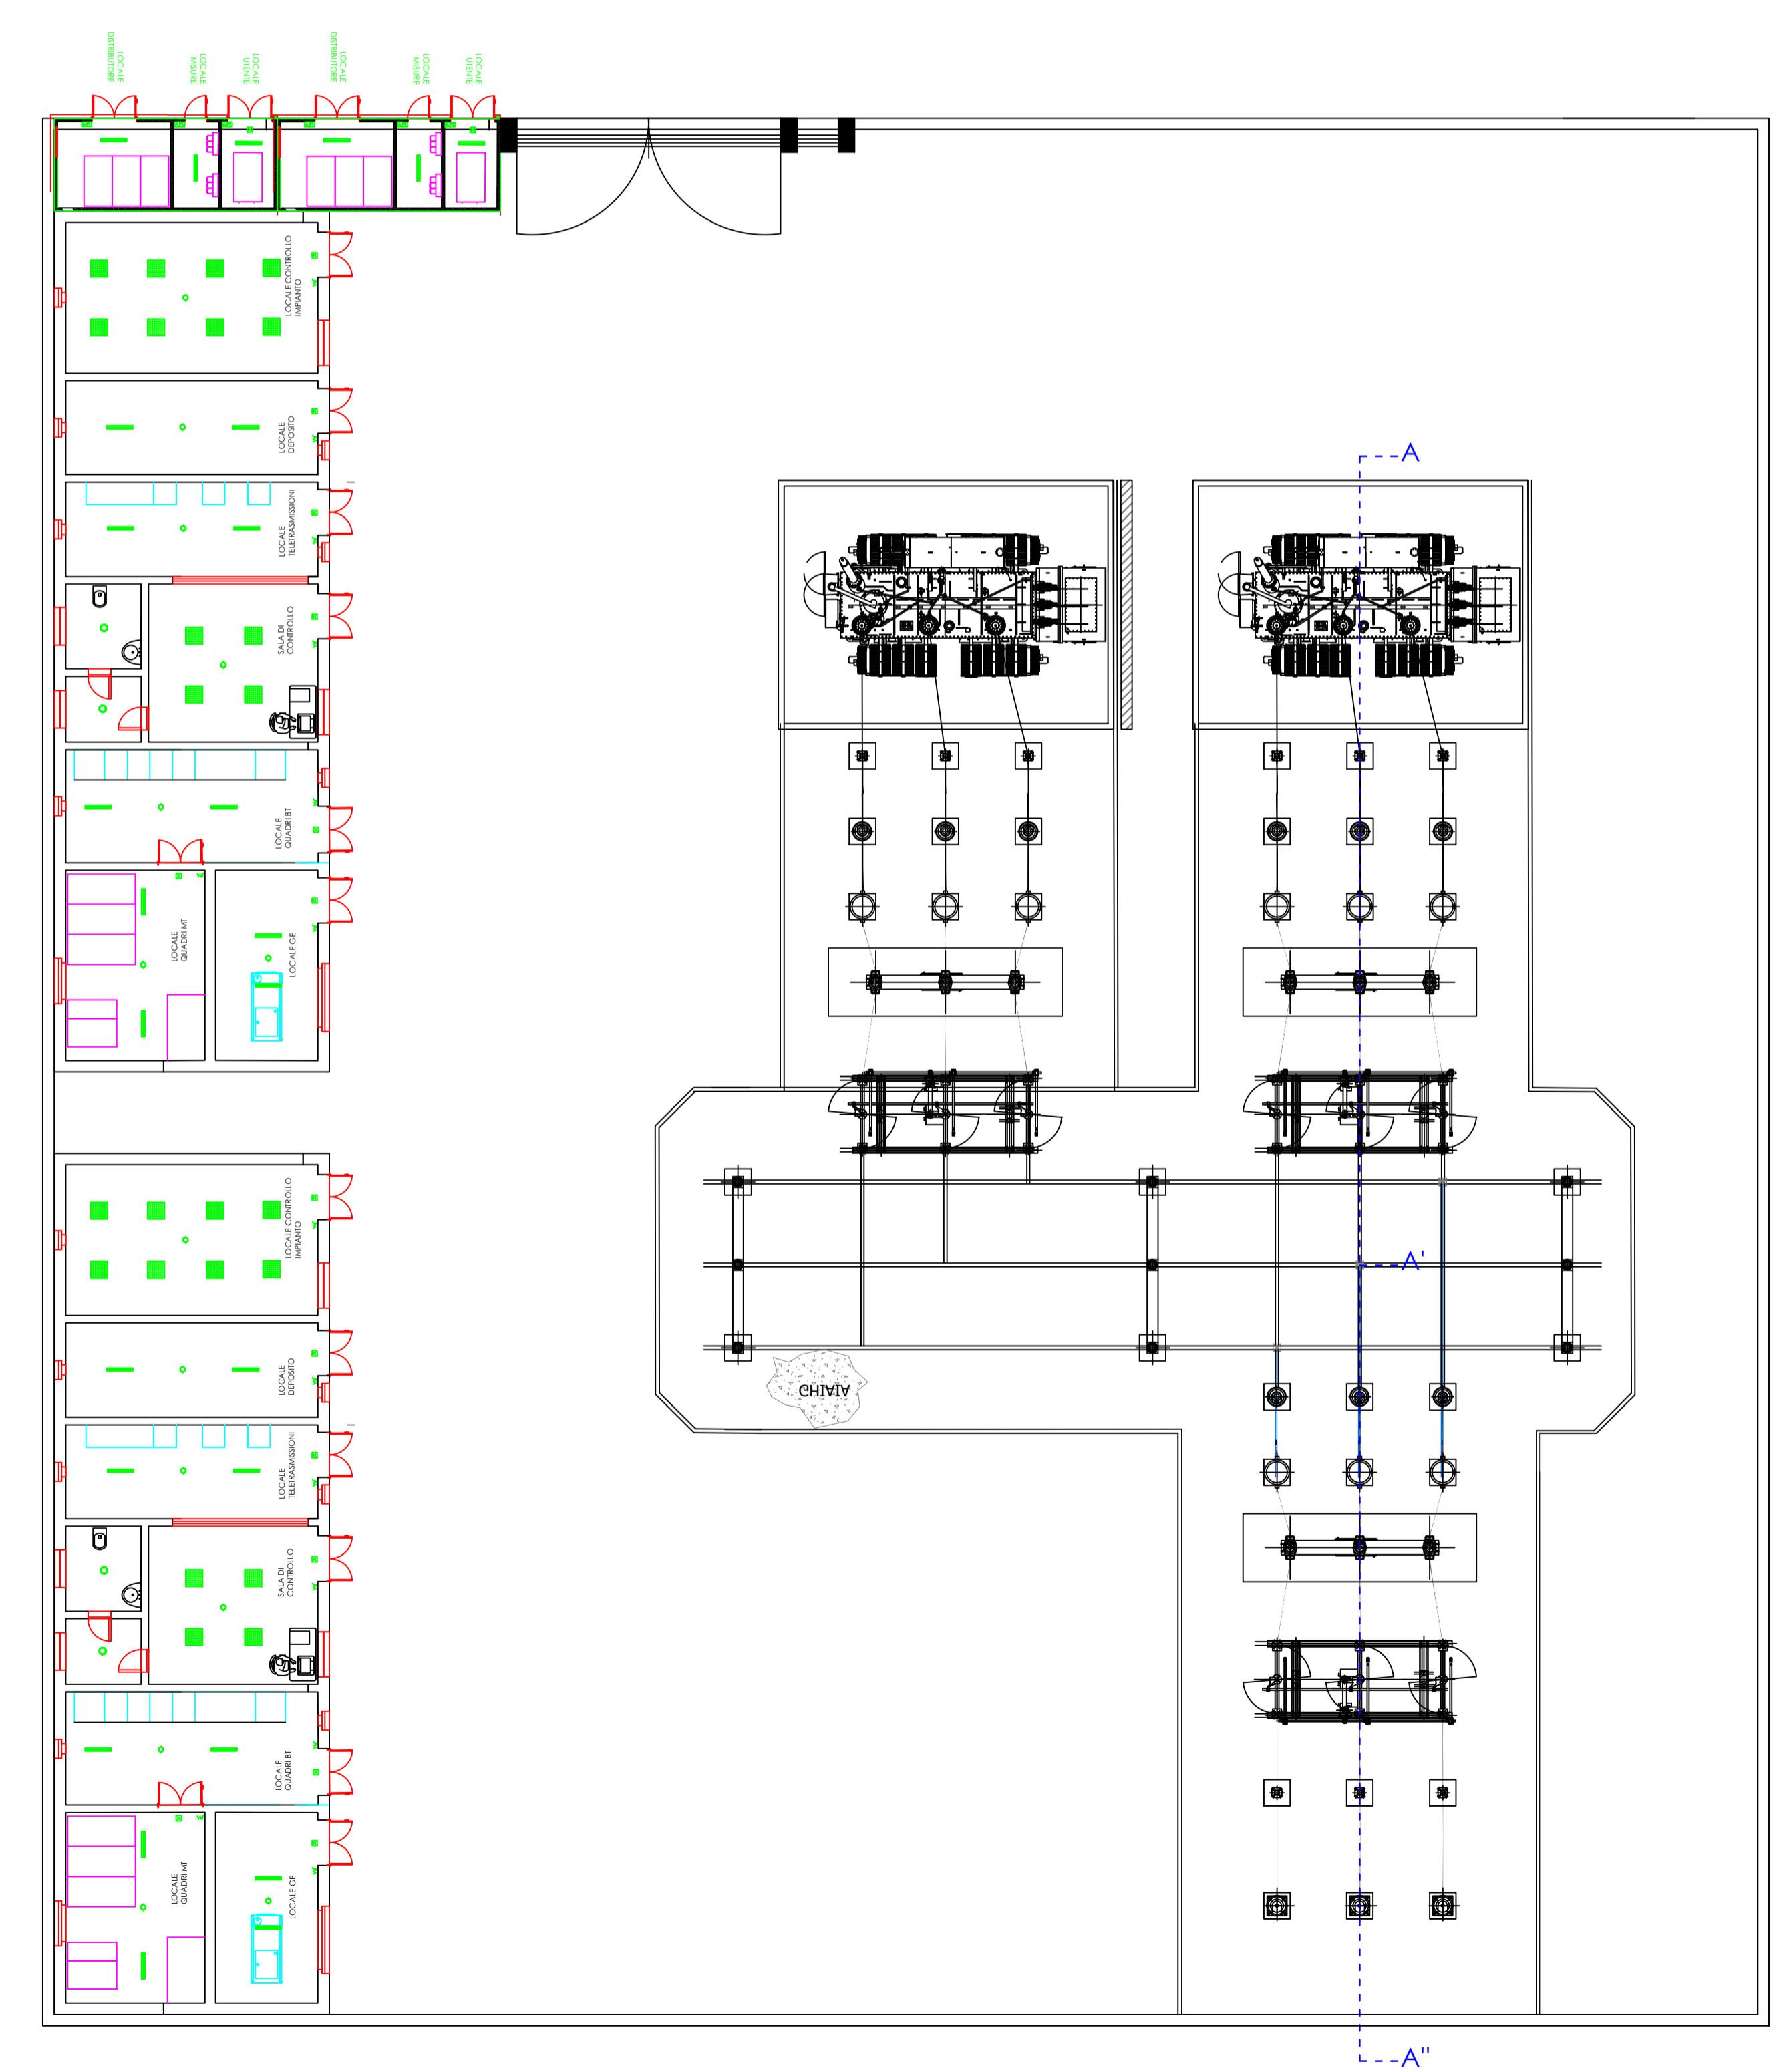 LOCALE
DISTRIBUTORE
LOCALE
MISURE
LOCALE
UTENTE
LOCALE
DISTRIBUTORE
LOCALE
MISURE
LOCALE
UTENTE
LOCALE CONTROLLO
IMPIANTO
LOCALE
DEPOSITO
A
LOCALE
TELETRASMISSIONI
SALA DI
CONTROLLO
LOCALE
QUADRI BT
LOCALE
QUADRI MT
LOCALE GE
LOCALE CONTROLLO
IMPIANTO
A'
LOCALE
DEPOSITO
GHIAIA
LOCALE
TELETRASMISSIONI
SALA DI
CONTROLLO
LOCALE
QUADRI BT
LOCALE
QUADRI MT
LOCALE GE
A"